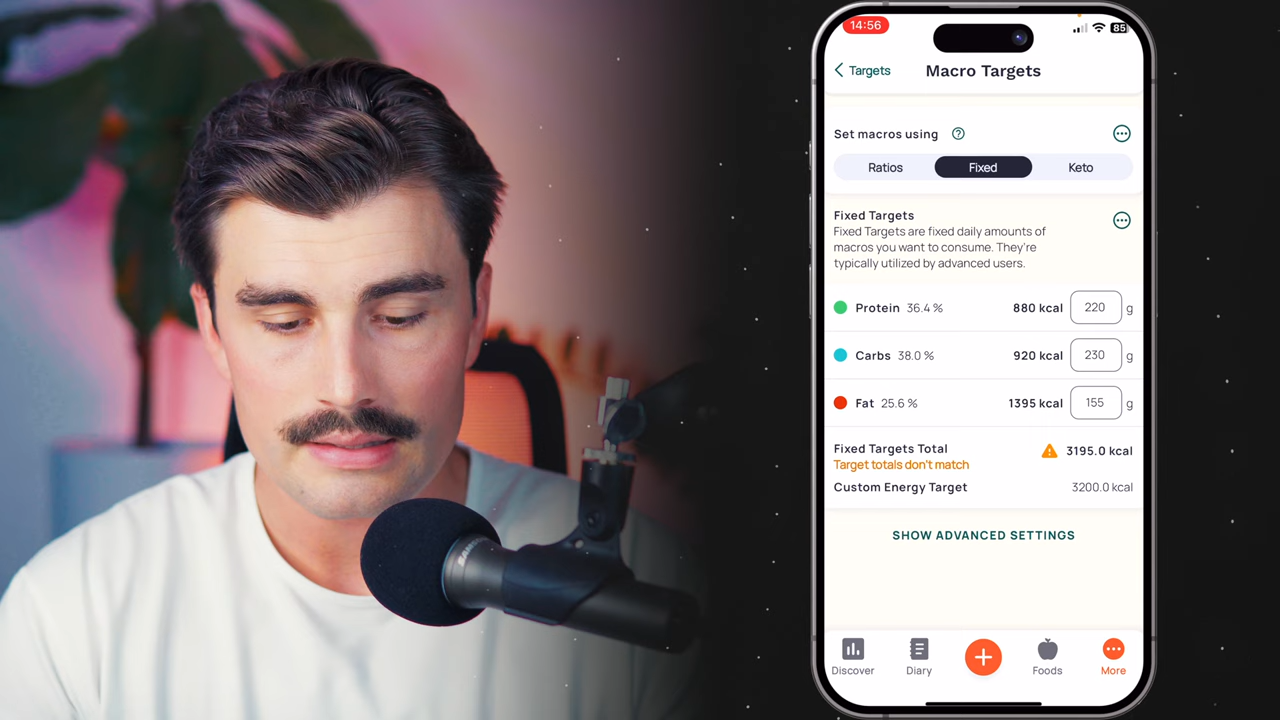 14:56
85
Targets
Macro Targets
Set macros using
Ratios Fixed Keto
Fixed Targets
Fixed Targets are fixed daily amounts of
macros you want to consume. They're
typically utilized by advanced users.
Protein 36.4 % 880 kcal 220 g
Carbs 38.0 % 920 kcal 230 g
Fat 25.6 % 1395 kcal 155 g
Fixed Targets Total 3195.0 kcal
Target totals don't match
Custom Energy Target 3200.0 kcal
SHOW ADVANCED SETTINGS
Discover Diary Foods More